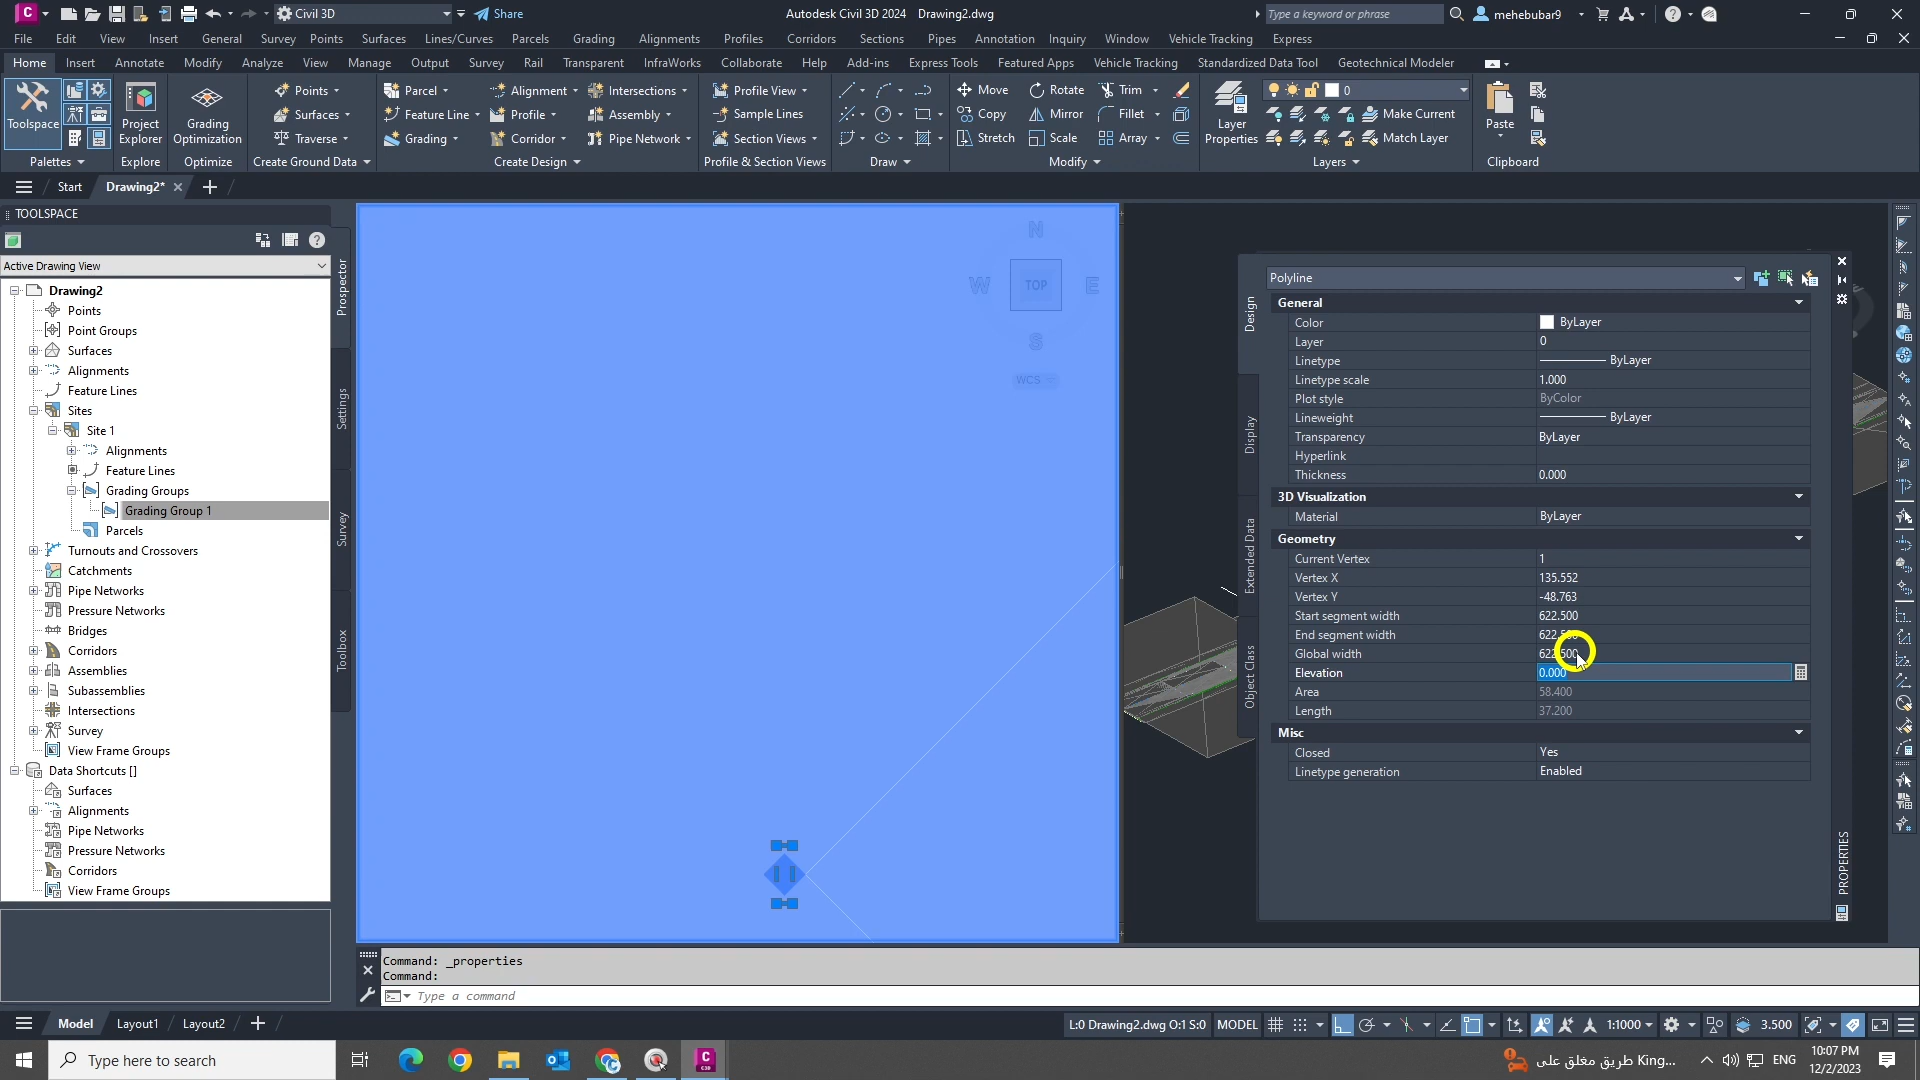 Civil 3D
Share
Autodesk Civil 3D 2024 Drawing2.dwg
Type a keyword or phrase
mehebubar9
File Edit View Insert General Survey Points Surfaces Lines/Curves Parcels Grading Alignments Profiles Corridors Sections Pipes Annotation Inquiry Window Vehicle Tracking Express
Home Insert Annotate Modify Analyze View Manage Output Survey Rail Transparent InfraWorks Collaborate Help Add-ins Express Tools Featured Apps Vehicle Tracking Standardized Data Tool Geotechnical Modeler
Toolspace
Palettes
Project Explorer
Explore
Grading Optimization
Optimize
Points
Surfaces
Traverse
Create Ground Data
Parcel
Feature Line
Grading
Alignment
Profile
Corridor
Intersections
Assembly
Pipe Network
Create Design
Profile View
Sample Lines
Section Views
Profile & Section Views
Draw
Move
Copy
Stretch
Rotate
Mirror
Scale
Trim
Fillet
Array
Modify
Layer Properties
0
Make Current
Match Layer
Layers
Paste
Clipboard
Start
Drawing2*
TOOLSPACE
Active Drawing View
Drawing2
Points
Point Groups
Surfaces
Alignments
Feature Lines
Sites
Site 1
Alignments
Feature Lines
Grading Groups
Grading Group 1
Parcels
Turnouts and Crossovers
Catchments
Pipe Networks
Pressure Networks
Bridges
Corridors
Assemblies
Subassemblies
Intersections
Survey
View Frame Groups
Data Shortcuts []
Surfaces
Alignments
Pipe Networks
Pressure Networks
Corridors
View Frame Groups
Prospector
Settings
Survey
Toolbox
N
W
TOP
E
S
WCS
Design
Display
Extended Data
Object Class
Polyline
General
Color ByLayer
Layer 0
Linetype ByLayer
Linetype scale 1.000
Plot style ByColor
Lineweight ByLayer
Transparency ByLayer
Hyperlink
Thickness 0.000
3D Visualization
Material ByLayer
Geometry
Current Vertex 1
Vertex X 135.552
Vertex Y -48.763
Start segment width 622.500
End segment width 622.500
Global width 622.500
Elevation 0.000
Area 58.400
Length 37.200
Misc
Closed Yes
Linetype generation Enabled
PROPERTIES
Command: _properties
Command:
Type a command
Model Layout1 Layout2
L:0 Drawing2.dwg O:1 S:0 MODEL 1:1000 3.500
Type here to search
طريق مغلق على King...
ENG
10:07 PM
12/2/2023